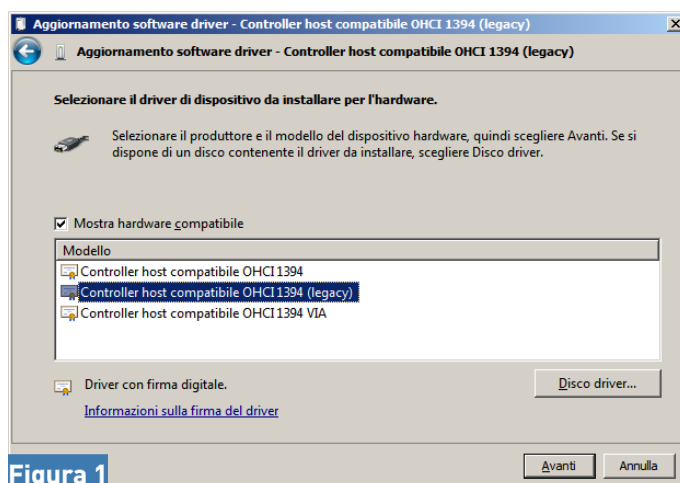 Aggiornamento software driver - Controller host compatibile OHCI 1394 (legacy)
Aggiornamento software driver - Controller host compatibile OHCI 1394 (legacy)
Selezionare il driver di dispositivo da installare per l'hardware.
Selezionare il produttore e il modello del dispositivo hardware, quindi scegliere Avanti. Se si
dispone di un disco contenente il driver da installare, scegliere Disco driver.
Mostra hardware compatibile
Modello
Controller host compatibile OHCI 1394
Controller host compatibile OHCI 1394 (legacy)
Controller host compatibile OHCI 1394 VIA
Driver con firma digitale.
Disco driver...
Informazioni sulla firma del driver
Avanti Annulla
Figura 1